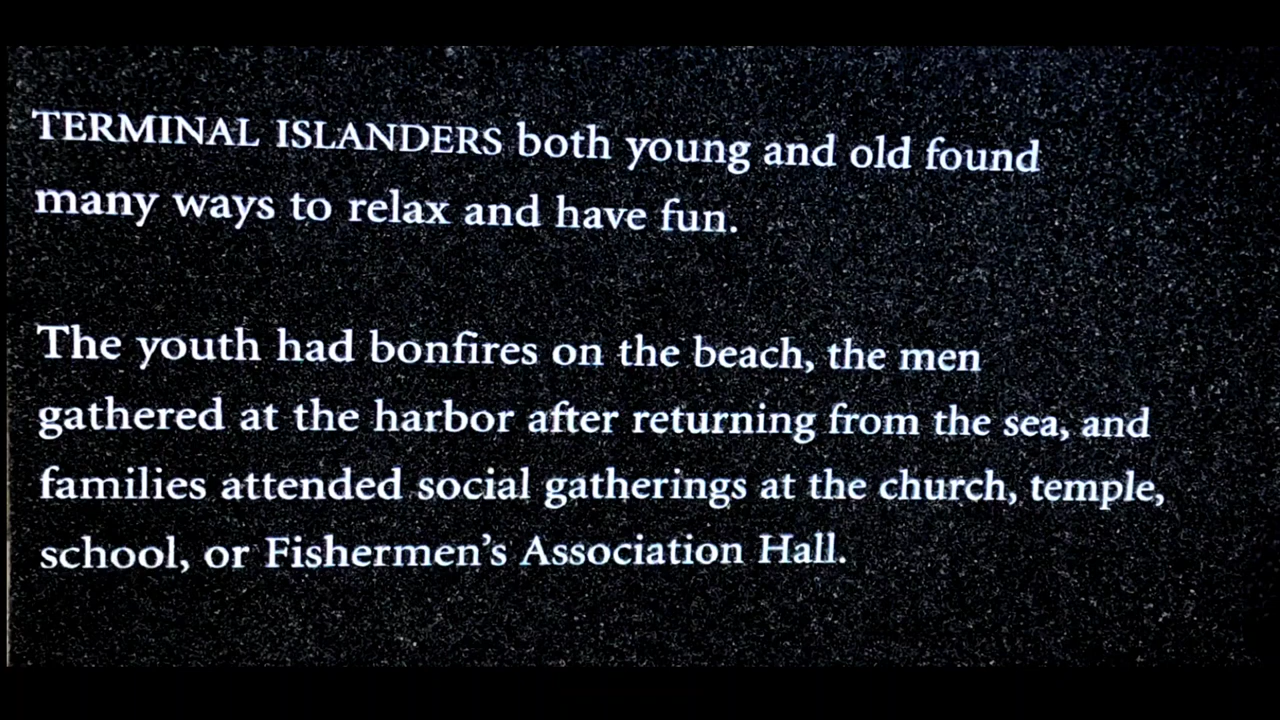 TERMINAL ISLANDERS both young and old found
many ways to relax and have fun.
The youth had bonfires on the beach, the men
gathered at the harbor after returning from the sea, and
families attended social gatherings at the church, temple,
school, or Fishermen’s Association Hall.